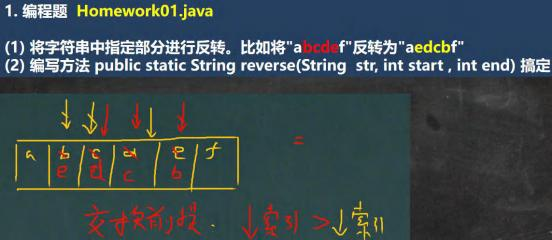 1. 编程题 Homework01.java
(1) 将字符串中指定部分进行反转。比如将"abcdef"反转为"aedcbf"
(2) 编写方法 public static String reverse(String str, int start , int end) 搞定
a b c d e f
e d c b
=
交换前提. ↓索引 > ↓索引